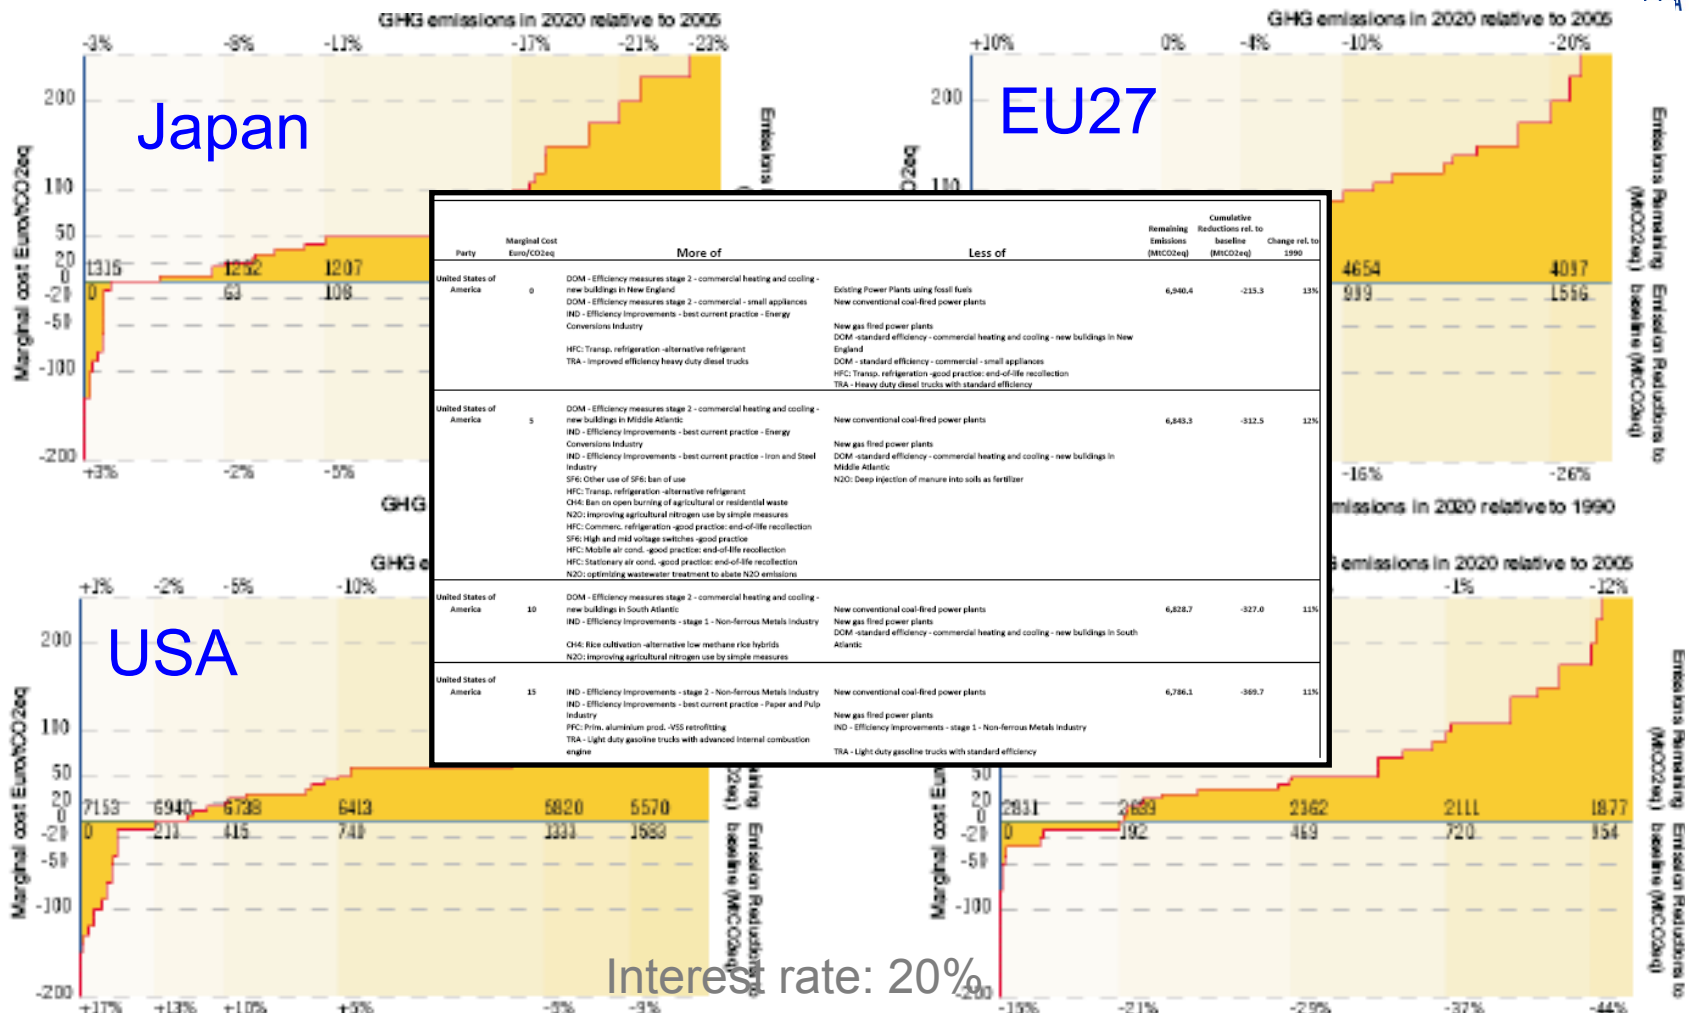 GHG emissions in 2020 relative to 2005
-3% -8% -11% -17% -21% -23%
Japan
Marginal cost Euro/tCO2eq
200
110
50
20
0
-20
-50
-100
-200
1315 1252 1207
0 63 108
+3% -2% -5%
GHG
GHG emissions in 2020 relative to 2005
+10% 0% -4% -10% -20%
EU27
200
110
O2eq
4654 4097
999 1556
-16% -26%
missions in 2020 relative to 1990
Emissions Remaining
(MtCO2eq)
Emission Reductions to
baseline (MtCO2eq)
Party
Marginal Cost
Euro/CO2eq
More of
Less of
Remaining
Emissions
(MtCO2eq)
Cumulative
Reductions rel. to
baseline
(MtCO2eq)
Change rel. to
1990
United States of
America
0
DOM - Efficiency measures stage 2 - commercial heating and cooling -
new buildings in New England
DOM - Efficiency measures stage 2 - commercial - small appliances
IND - Efficiency improvements - best current practice - Energy
Conversions Industry
HFC: Transp. refrigeration -alternative refrigerant
TRA - Improved efficiency heavy duty diesel trucks
Existing Power Plants using fossil fuels
New conventional coal-fired power plants
New gas fired power plants
DOM -standard efficiency - commercial heating and cooling - new buildings in New
England
DOM - standard efficiency - commercial - small appliances
HFC: Transp. refrigeration -good practice: end-of-life recollection
TRA - Heavy duty diesel trucks with standard efficiency
6,940.4 -215.3 13%
United States of
America
5
DOM - Efficiency measures stage 2 - commercial heating and cooling -
new buildings in Middle Atlantic
IND - Efficiency improvements - best current practice - Energy
Conversions Industry
IND - Efficiency improvements - best current practice - Iron and Steel
Industry
SF6: Other use of SF6: ban of use
HFC: Transp. refrigeration -alternative refrigerant
CH4: Ban on open burning of agricultural or residential waste
N2O: improving agricultural nitrogen use by simple measures
HFC: Commerc. refrigeration -good practice: end-of-life recollection
SF6: High and mid voltage switches -good practice
HFC: Mobile air cond. -good practice: end-of-life recollection
HFC: Stationary air cond. -good practice: end-of-life recollection
N2O: optimizing wastewater treatment to abate N2O emissions
New conventional coal-fired power plants
New gas fired power plants
DOM -standard efficiency - commercial heating and cooling - new buildings in
Middle Atlantic
N2O: Deep injection of manure into soils as fertilizer
6,843.3 -312.5 12%
United States of
America
10
DOM - Efficiency measures stage 2 - commercial heating and cooling -
new buildings in South Atlantic
IND - Efficiency improvements - stage 1 - Non-ferrous Metals Industry
CH4: Rice cultivation -alternative low methane rice hybrids
N2O: improving agricultural nitrogen use by simple measures
New conventional coal-fired power plants
New gas fired power plants
DOM -standard efficiency - commercial heating and cooling - new buildings in South
Atlantic
6,828.7 -327.0 11%
United States of
America
15
IND - Efficiency improvements - stage 2 - Non-ferrous Metals Industry
IND - Efficiency improvements - best current practice - Paper and Pulp
Industry
PFC: Prim. aluminium prod. -VSS retrofitting
TRA - Light duty gasoline trucks with advanced internal combustion
engine
New conventional coal-fired power plants
New gas fired power plants
IND - Efficiency improvements - stage 1 - Non-ferrous Metals Industry
TRA - Light duty gasoline trucks with standard efficiency
6,786.1 -369.7 11%
GHG e
+1% -2% -5% -10%
USA
Marginal cost Euro/tCO2eq
200
110
50
20
0
-20
-50
-100
-200
7153 6940 6738 6413 5820 5570
0 213 415 740 1333 1583
+17% +13% +10% +5% -3%
emissions in 2020 relative to 2005
-1% -12%
Marginal cost Eu
50
20
0
-20
-50
-100
2831 2362 2111 1877
0 192 469 720 954
-21% -29% -37% -44%
Emissions Remaining
(MtCO2eq)
Emission Reductions to
baseline (MtCO2eq)
Interest rate: 20%